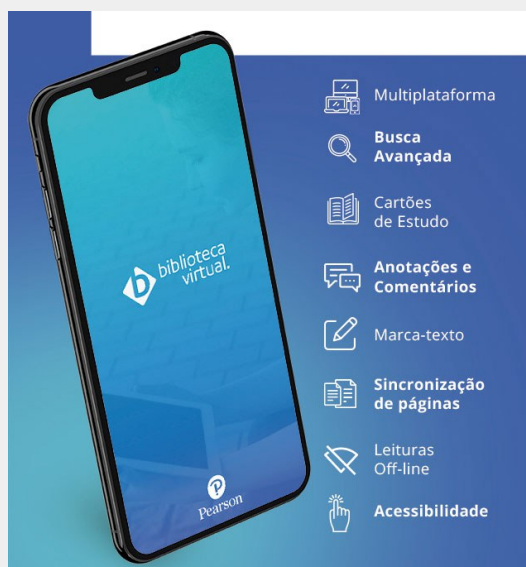 biblioteca
virtual.
Pearson
Multiplataforma
Busca
Avançada
Cartões
de Estudo
Anotações e
Comentários
Marca-texto
Sincronização
de páginas
Leituras
Off-line
Acessibilidade